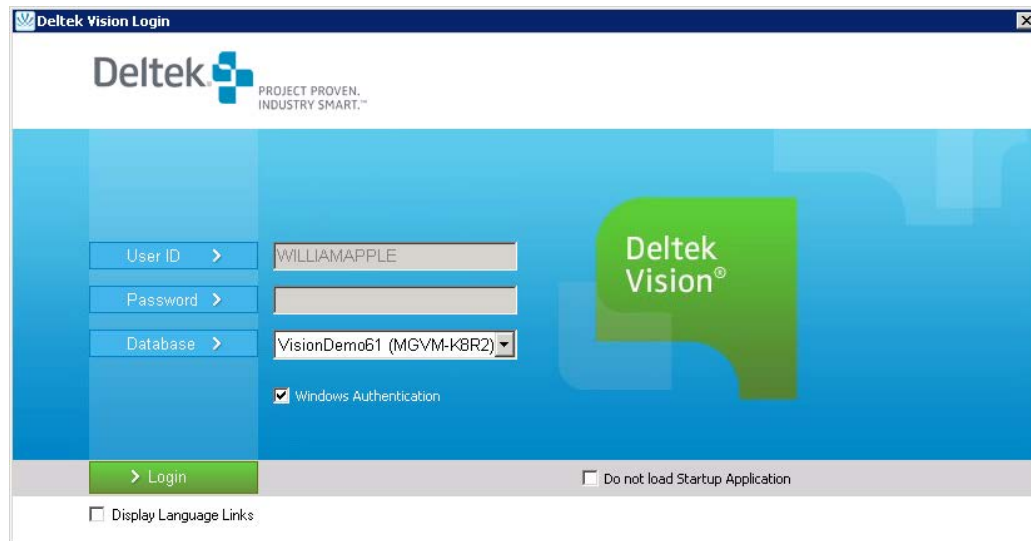 Deltek Vision Login
Deltek
PROJECT PROVEN.
INDUSTRY SMART.™
User ID
WILLIAMAPPLE
Deltek
Vision®
Password
Database
VisionDemo61 (MGVM-K8R2)
Windows Authentication
Login
Do not load Startup Application
Display Language Links